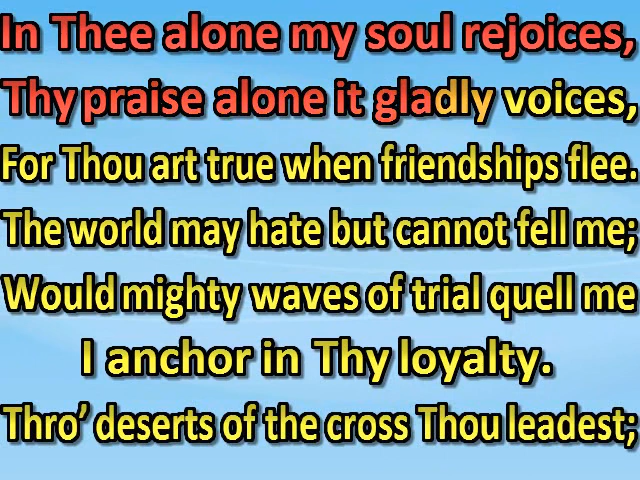 In Thee alone my soul rejoices,
Thy praise alone it gladly voices,
For Thou art true when friendships flee.
The world may hate but cannot fell me;
Would mighty waves of trial quell me
I anchor in Thy loyalty.
Thro’ deserts of the cross Thou leadest;